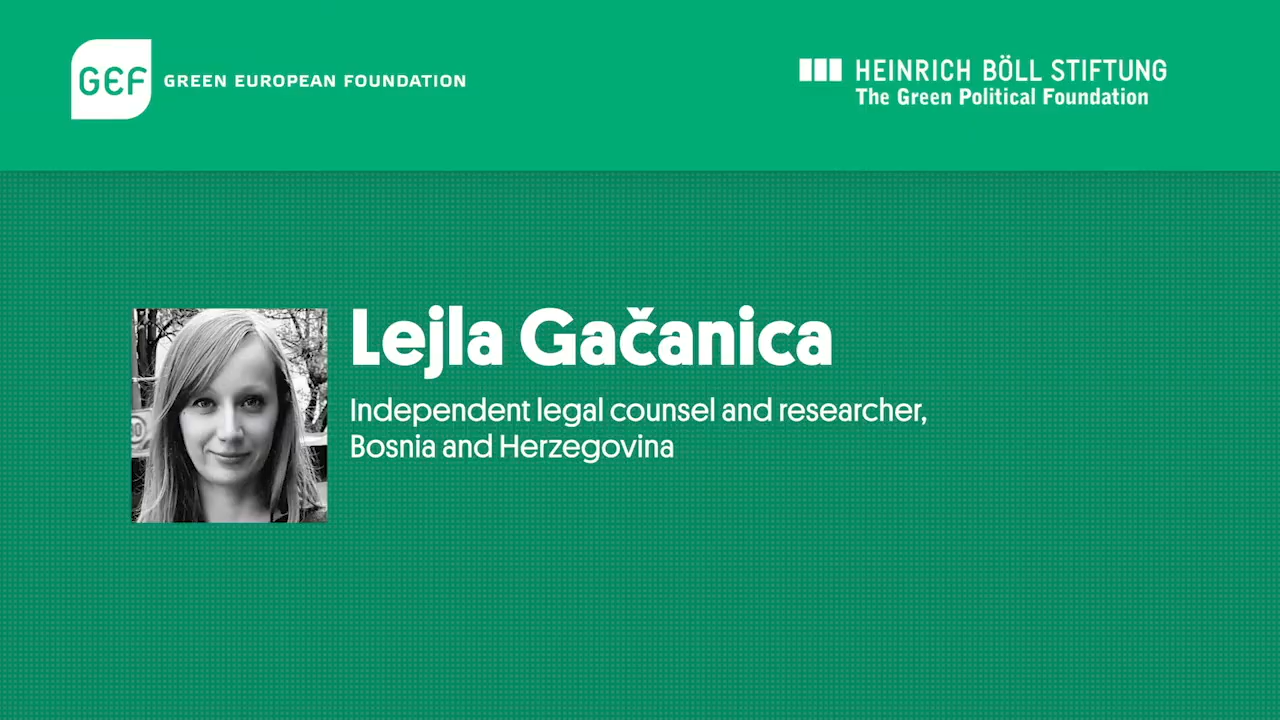 GEF GREEN EUROPEAN FOUNDATION
HEINRICH BÖLL STIFTUNG
The Green Political Foundation
Lejla Gačanica
Independent legal counsel and researcher,
Bosnia and Herzegovina